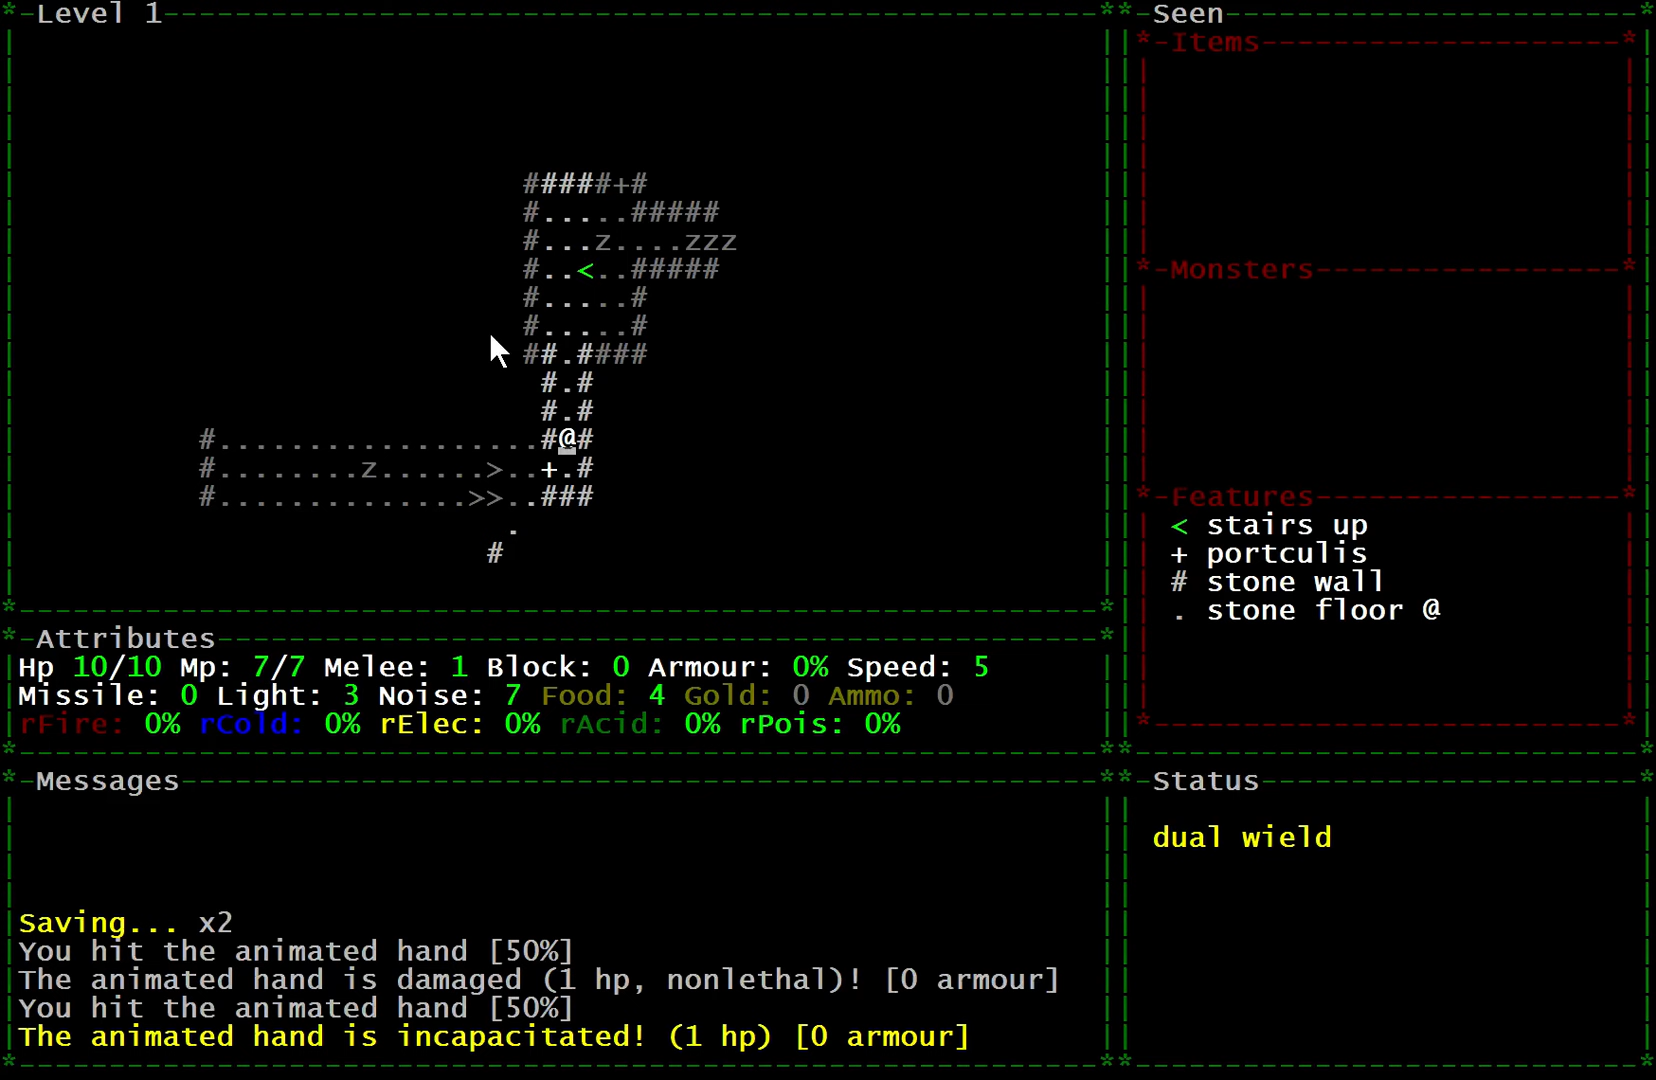 Level 1
Seen
Items
#####+#
#.....#####
#...z....zzz
#..<..#####
#.....#
#.....#
##.####
#.#
#.#
#..................#@#
#........z......>..+.#
#..............>>..###
.
#
Monsters
Features
< stairs up
+ portculis
# stone wall
. stone floor @
Attributes
Hp 10/10 Mp: 7/7 Melee: 1 Block: 0 Armour: 0% Speed: 5
Missile: 0 Light: 3 Noise: 7 Food: 4 Gold: 0 Ammo: 0
rFire: 0% rCold: 0% rElec: 0% rAcid: 0% rPois: 0%
Messages
Saving... x2
You hit the animated hand [50%]
The animated hand is damaged (1 hp, nonlethal)! [0 armour]
You hit the animated hand [50%]
The animated hand is incapacitated! (1 hp) [0 armour]
Status
dual wield